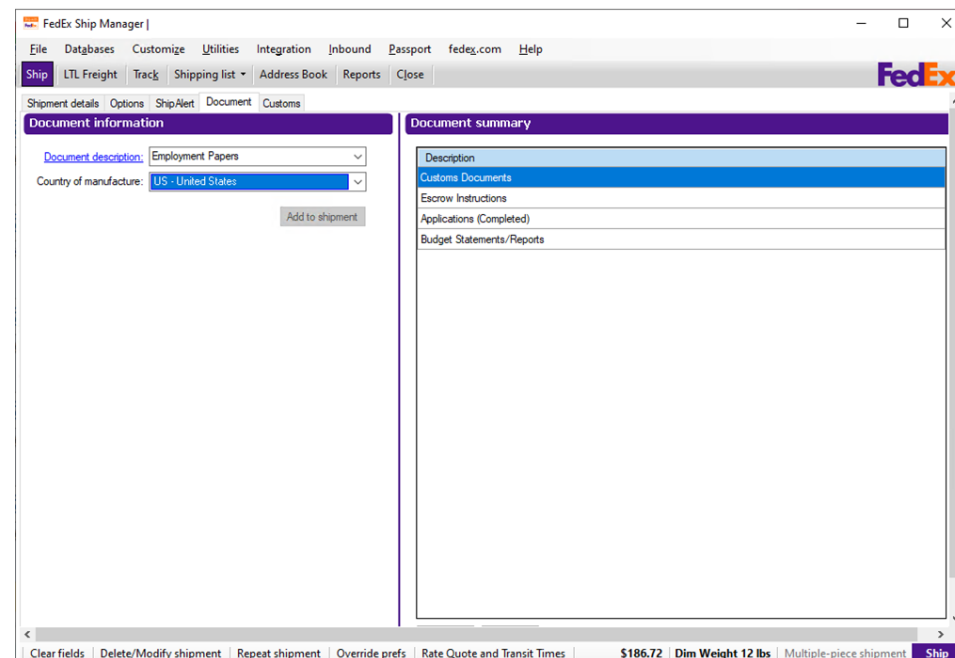 FedEx Ship Manager |
File Databases Customize Utilities Integration Inbound Passport fedex.com Help
Ship LTL Freight Track Shipping list Address Book Reports Close
FedEx
Shipment details Options ShipAlert Document Customs
Document information
Document description: Employment Papers
Country of manufacture: US - United States
Add to shipment
Document summary
Description
Customs Documents
Escrow Instructions
Applications (Completed)
Budget Statements/Reports
Clear fields Delete/Modify shipment Repeat shipment Override prefs Rate Quote and Transit Times $186.72 Dim Weight 12 lbs Multiple-piece shipment Ship